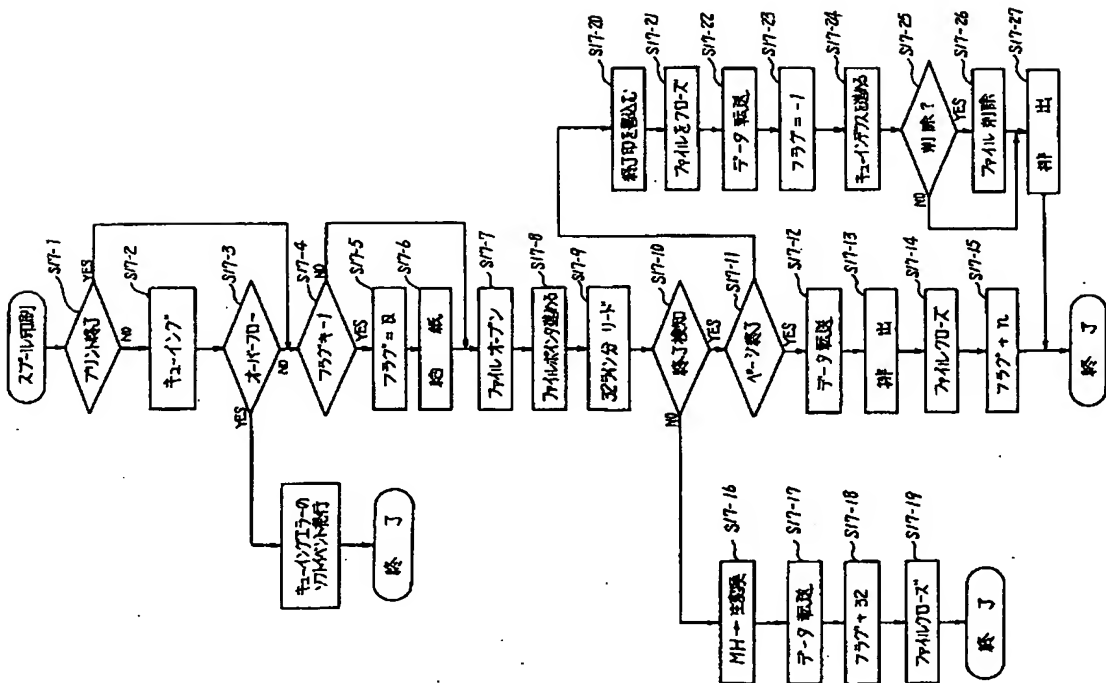 スプール印刷
S17-1
プリント終了
YES
NO
S17-2
キューイング
S17-3
オーバーフロー
YES
NO
キューイングエラーの
ソフトイベント発行
終 了
S17-4
NO
YES
S17-5
S17-6
給 紙
S17-7
ファイルオープン
S17-8
ファイルポインタ進める
S17-9
32ライン分 リード
S17-10
終了検知
NO
YES
S17-11
ページ終了
YES
S17-12
データ転送
S17-13
排 出
S17-14
ファイルクローズ
S17-15
フラグ+n
終 了
S17-16
MH→生変換
S17-17
データ転送
S17-18
フラグ+32
S17-19
ファイルクローズ
終 了
S17-20
終了印を書込む
S17-21
ファイルをクローズ
S17-22
データ転送
S17-23
フラグ=-1
S17-24
キューインデクスを進める
S17-25
削除?
NO
YES
S17-26
ファイル削除
S17-27
排 出